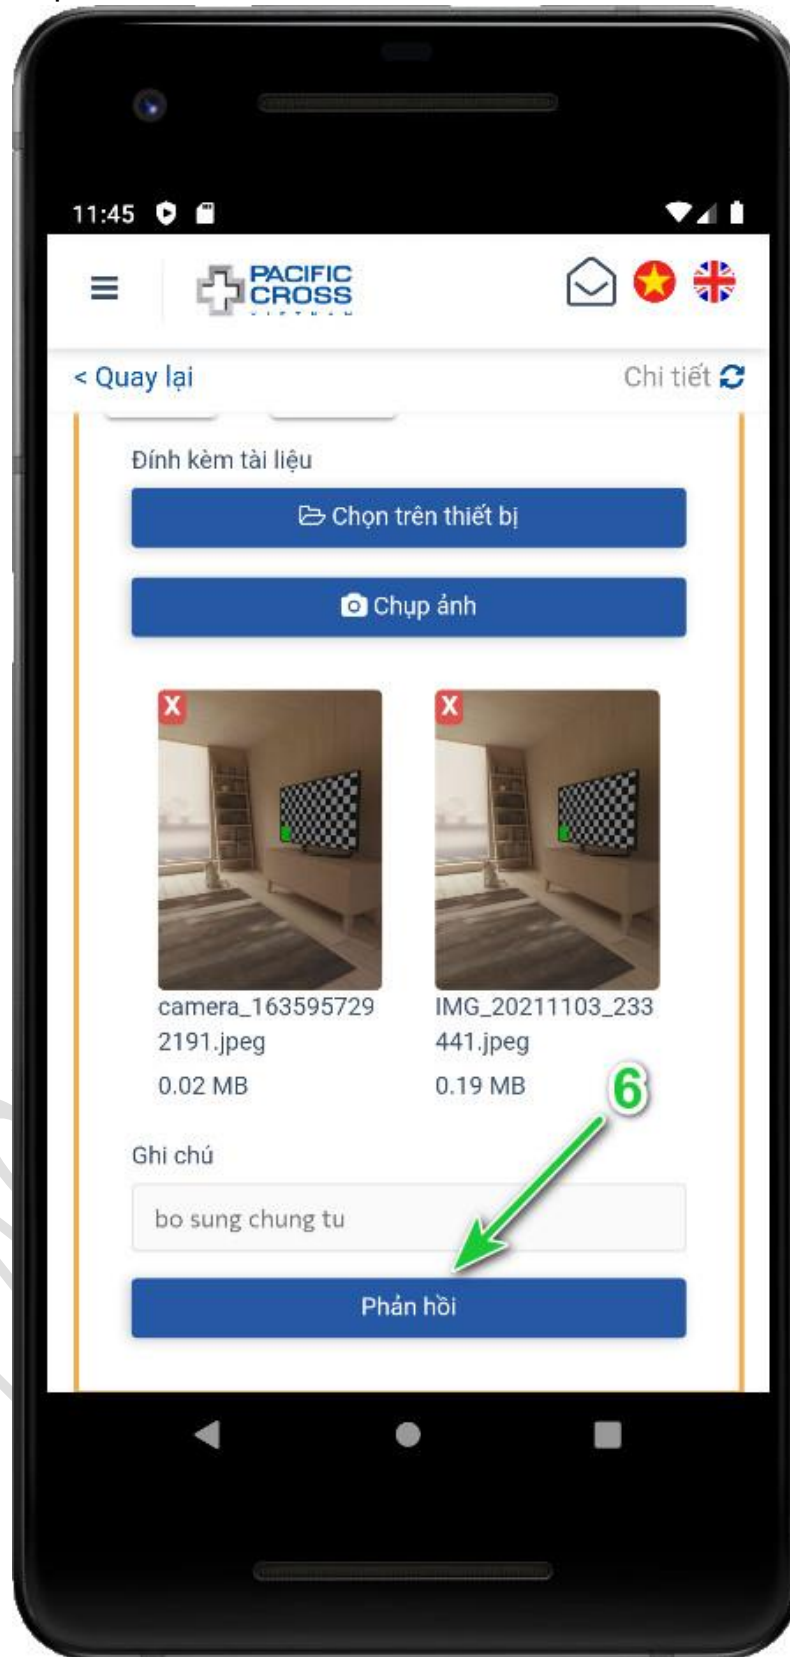 11:45
PACIFIC
CROSS
VIETNAM
< Quay lại
Chi tiết
Đính kèm tài liệu
Chọn trên thiết bị
Chụp ảnh
X
X
camera_163595729
2191.jpeg
0.02 MB
IMG_20211103_233
441.jpeg
0.19 MB
6
Ghi chú
bo sung chung tu
Phản hồi